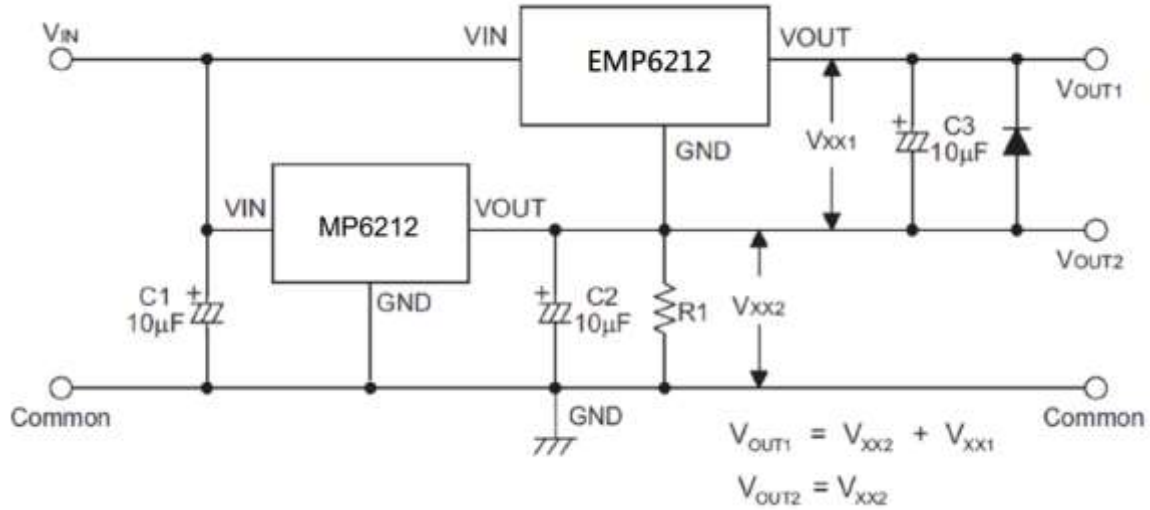 VIN
VIN
EMP6212
VOUT
VOUT1
GND
VXX1
C3
10μF
VIN
MP6212
VOUT
VOUT2
GND
C1
10μF
C2
10μF
R1
VXX2
Common
GND
Common
VOUT1 = VXX2 + VXX1
VOUT2 = VXX2